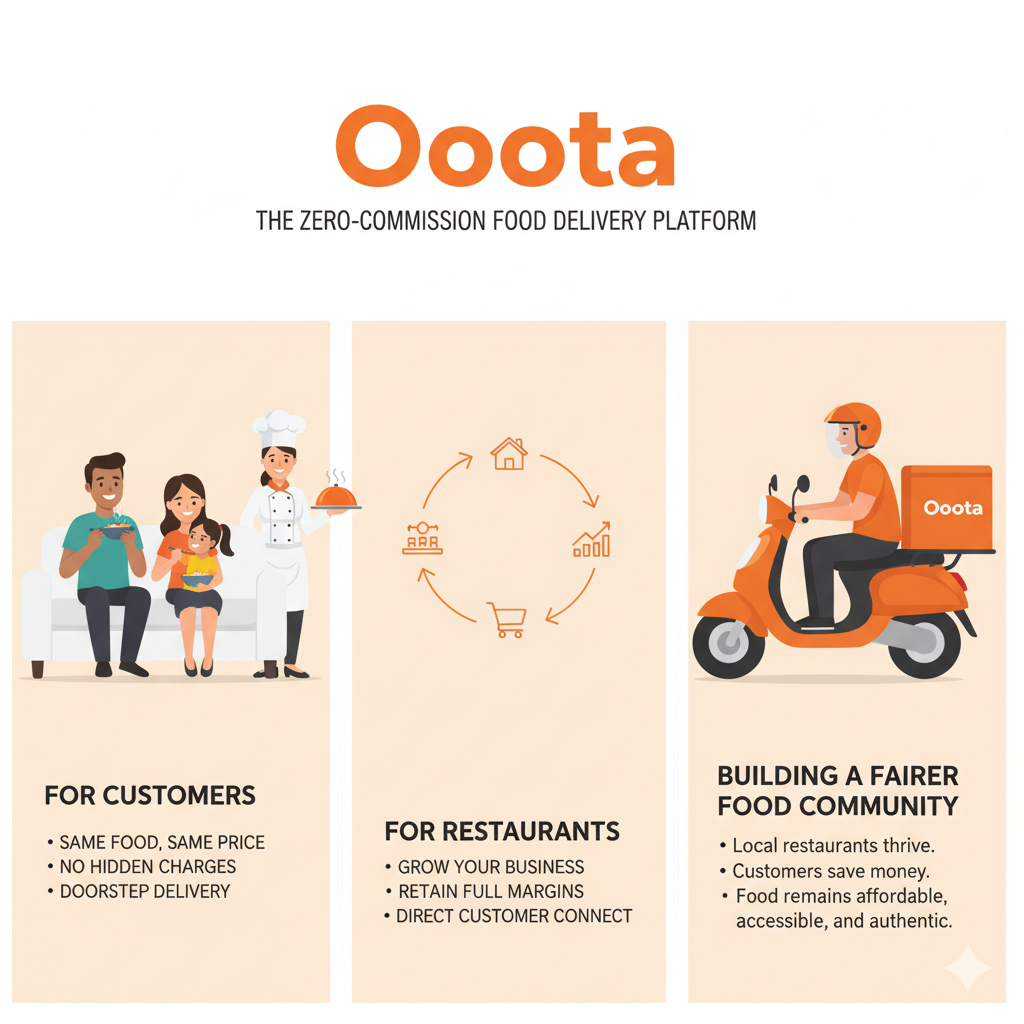 Ooota
THE ZERO-COMMISSION FOOD DELIVERY PLATFORM
FOR CUSTOMERS
• SAME FOOD, SAME PRICE
• NO HIDDEN CHARGES
• DOORSTEP DELIVERY
FOR RESTAURANTS
• GROW YOUR BUSINESS
• RETAIN FULL MARGINS
• DIRECT CUSTOMER CONNECT
Ooota
BUILDING A FAIRER
FOOD COMMUNITY
• Local restaurants thrive.
• Customers save money.
• Food remains affordable,
accessible, and authentic.